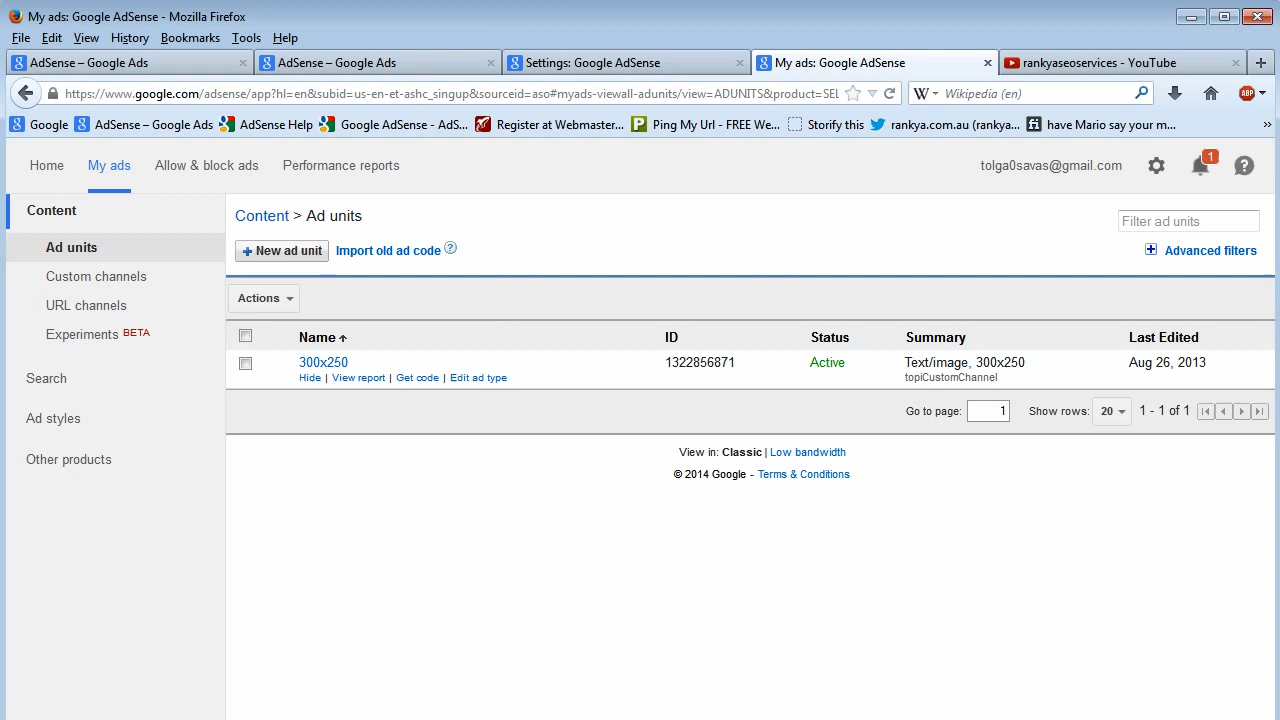 My ads: Google AdSense - Mozilla Firefox
File Edit View History Bookmarks Tools Help
AdSense – Google Ads AdSense – Google Ads Settings: Google AdSense My ads: Google AdSense rankyaseoservices - YouTube
https://www.google.com/adsense/app?hl=en&subid=us-en-et-ashc_singup&sourceid=aso#myads-viewall-adunits/view=ADUNITS&product=SEL W Wikipedia (en) ABP
Google AdSense – Google Ads AdSense Help Google AdSense - AdS... Register at Webmaster... Ping My Url - FREE We... Storify this rankya.com.au (rankya... have Mario say your m... »
Home My ads Allow & block ads Performance reports tolga0savas@gmail.com 1
Content
Ad units
Custom channels
URL channels
Experiments BETA
Search
Ad styles
Other products
Content > Ad units
Filter ad units
New ad unit Import old ad code ?
Advanced filters
Actions
Name ID Status Summary Last Edited
300x250 1322856871 Active Text/image, 300x250 Aug 26, 2013
Hide | View report | Get code | Edit ad type topiCustomChannel
Go to page: 1 Show rows: 20 1 - 1 of 1
View in: Classic | Low bandwidth
© 2014 Google - Terms & Conditions